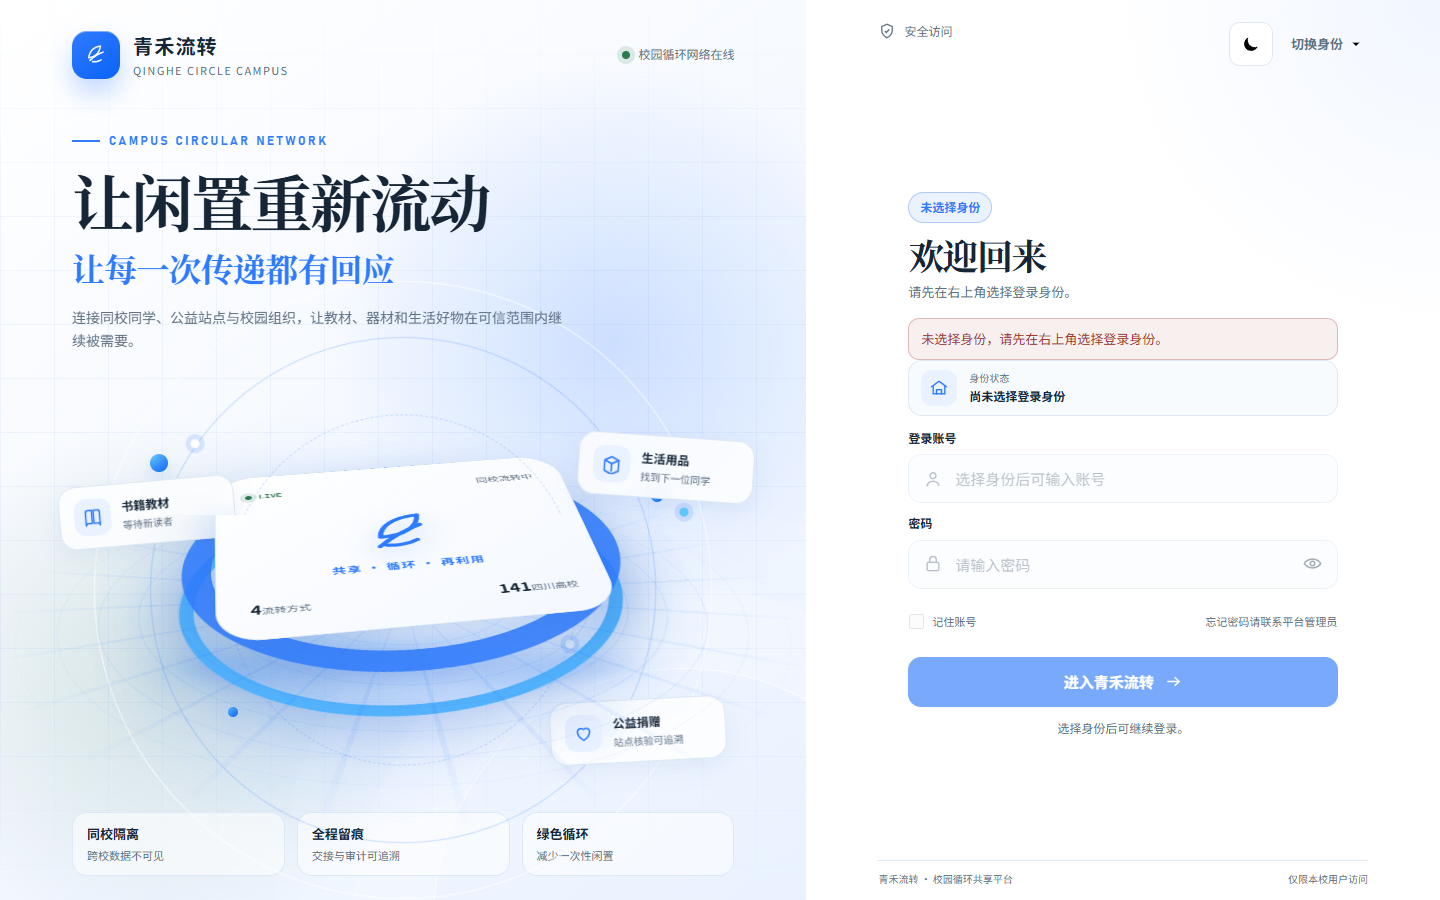 青禾流转
QINGHE CIRCLE CAMPUS
校园循环网络在线
CAMPUS CIRCULAR NETWORK
让闲置重新流动
让每一次传递都有回应
连接同校同学、公益站点与校园组织，让教材、器材和生活好物在可信范围内继
续被需要。
书籍教材
等待新读者
LIVE
同校流转中
共享 · 循环 · 再利用
4流转方式
141四川高校
生活用品
找到下一位同学
公益捐赠
站点核验可追溯
同校隔离
跨校数据不可见
全程留痕
交接与审计可追溯
绿色循环
减少一次性闲置
安全访问
切换身份
未选择身份
欢迎回来
请先在右上角选择登录身份。
未选择身份，请先在右上角选择登录身份。
身份状态
尚未选择登录身份
登录账号
选择身份后可输入账号
密码
请输入密码
记住账号
忘记密码请联系平台管理员
进入青禾流转
选择身份后可继续登录。
青禾流转 · 校园循环共享平台
仅限本校用户访问